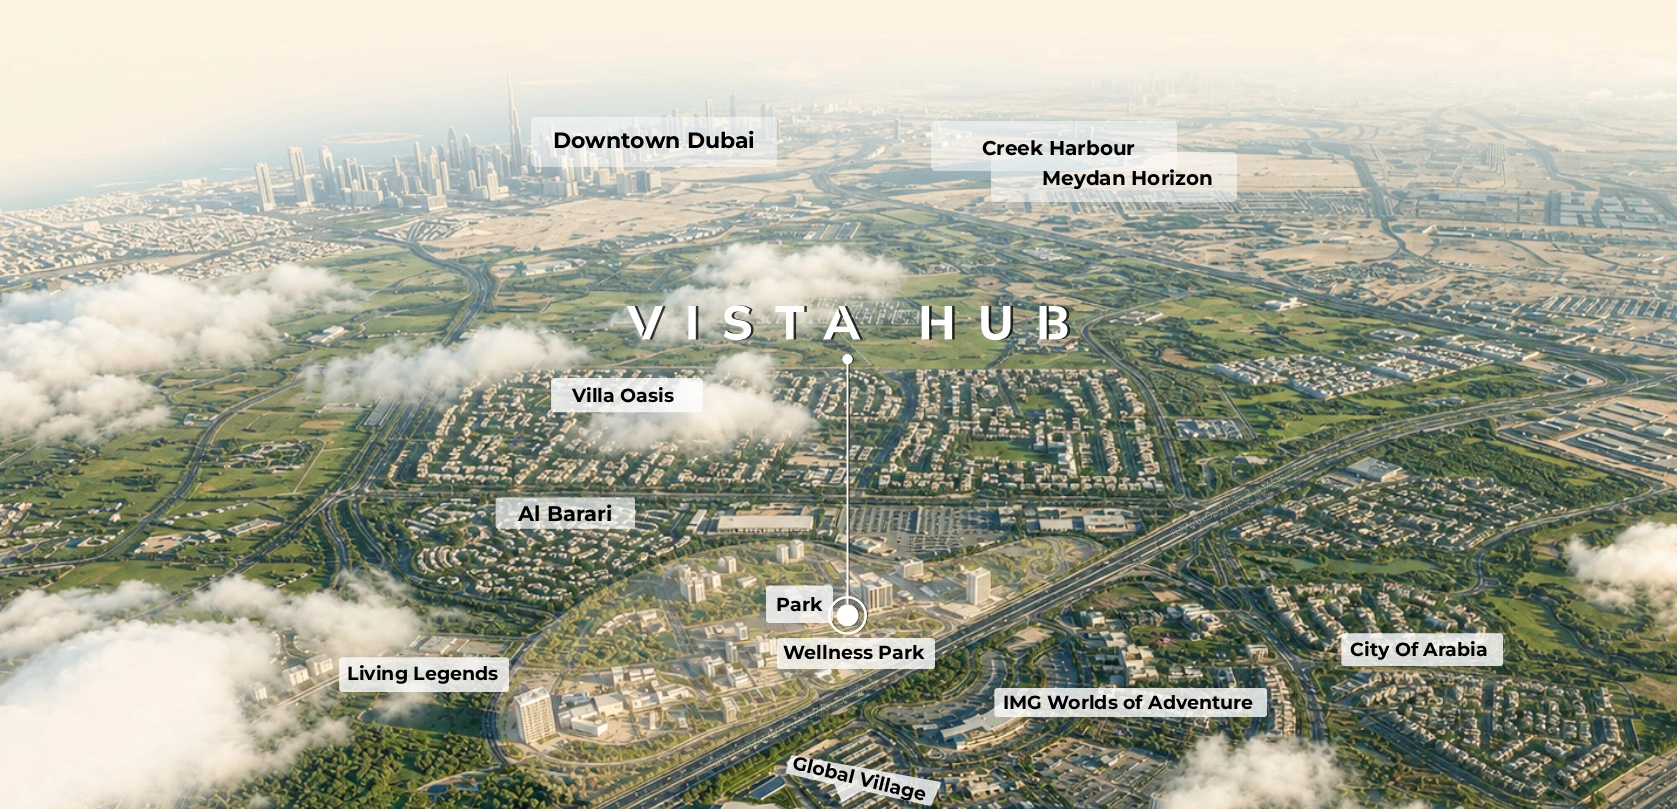 Downtown Dubai
Creek Harbour
Meydan Horizon
VISTA HUB
Villa Oasis
Al Barari
Park
Wellness Park
Living Legends
City Of Arabia
IMG Worlds of Adventure
Global Village